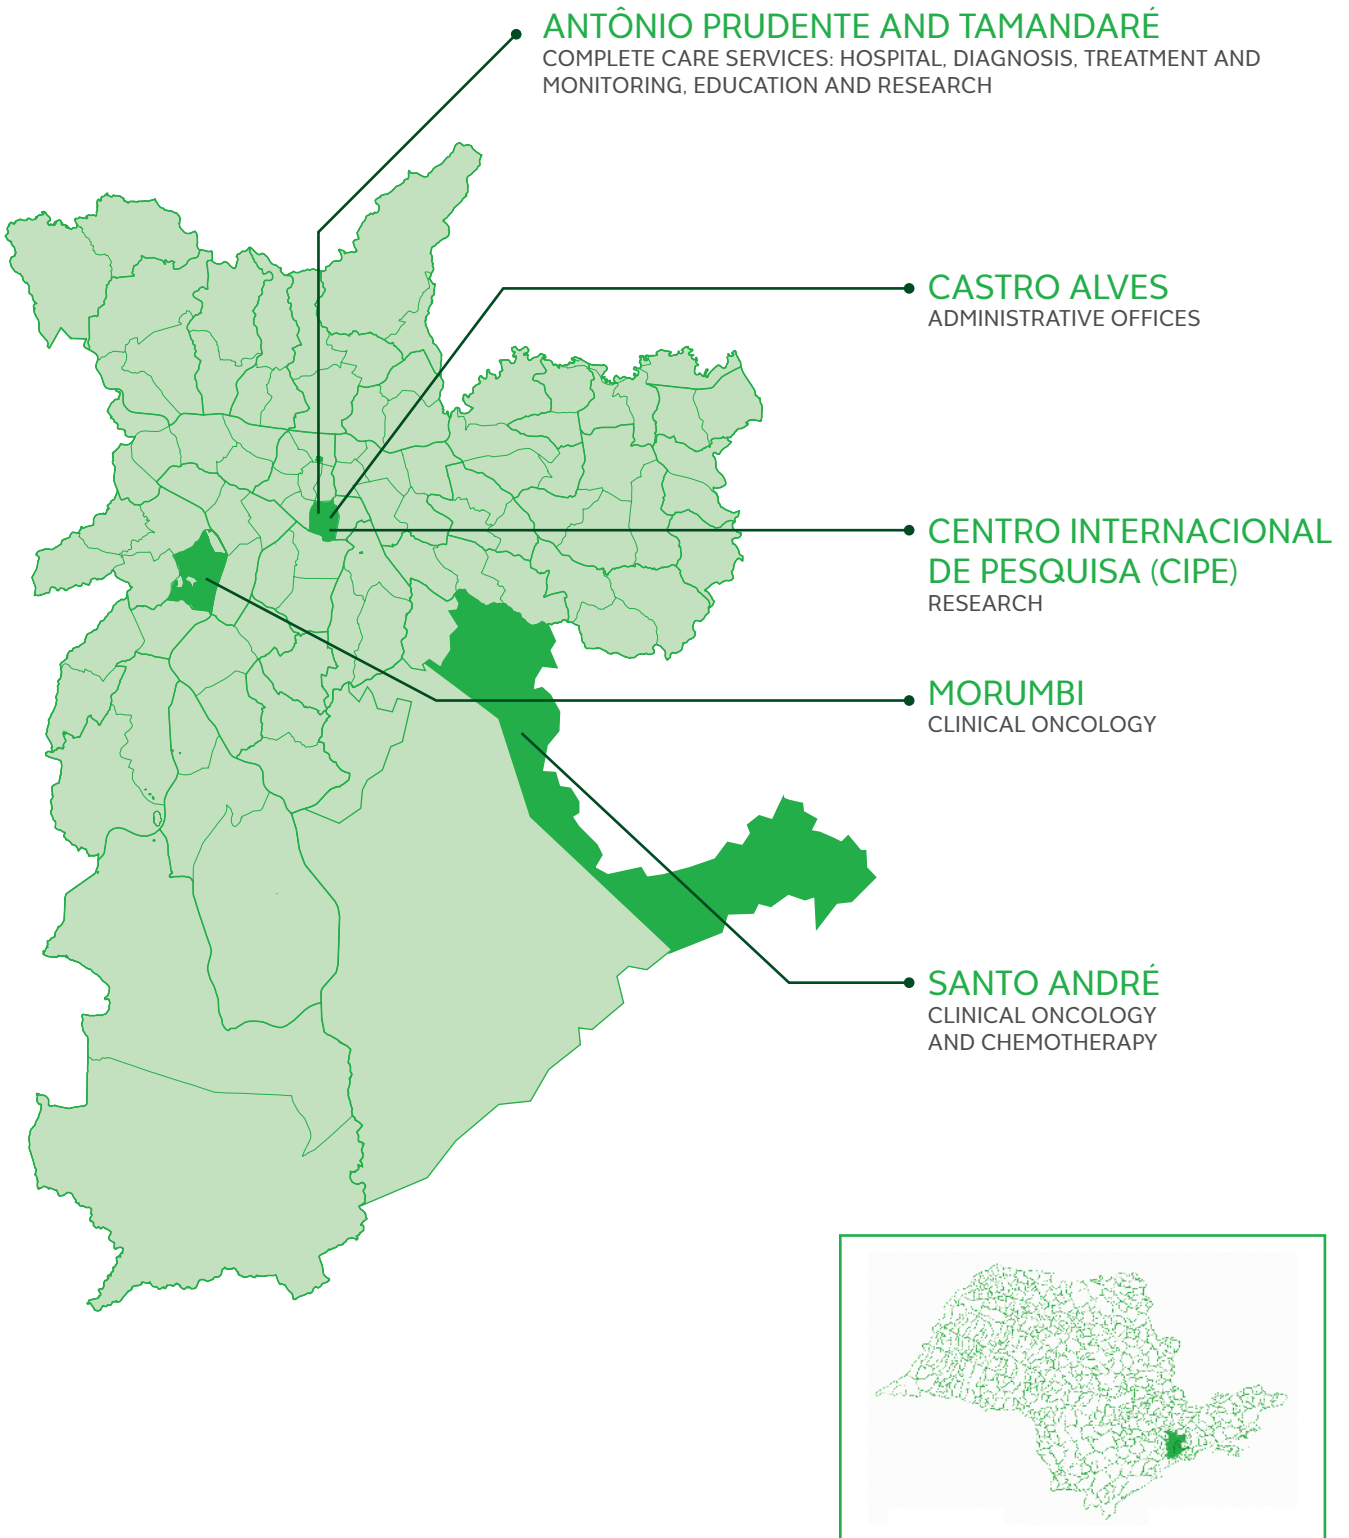 ANTÔNIO PRUDENTE AND TAMANDARÉ
COMPLETE CARE SERVICES: HOSPITAL, DIAGNOSIS, TREATMENT AND
MONITORING, EDUCATION AND RESEARCH
CASTRO ALVES
ADMINISTRATIVE OFFICES
CENTRO INTERNACIONAL
DE PESQUISA (CIPE)
RESEARCH
MORUMBI
CLINICAL ONCOLOGY
SANTO ANDRÉ
CLINICAL ONCOLOGY
AND CHEMOTHERAPY